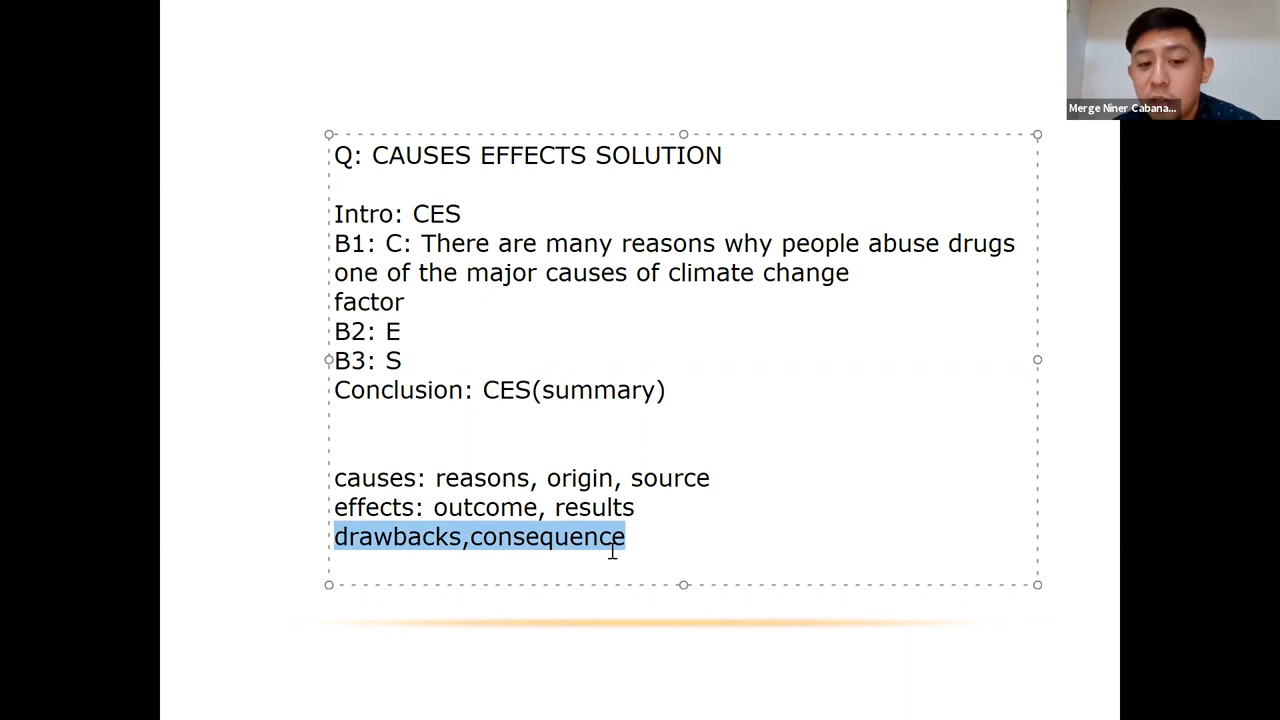 Merge Niner Cabana...
Q: CAUSES EFFECTS SOLUTION
Intro: CES
B1: C: There are many reasons why people abuse drugs
one of the major causes of climate change
factor
B2: E
B3: S
Conclusion: CES(summary)
causes: reasons, origin, source
effects: outcome, results
drawbacks,consequence